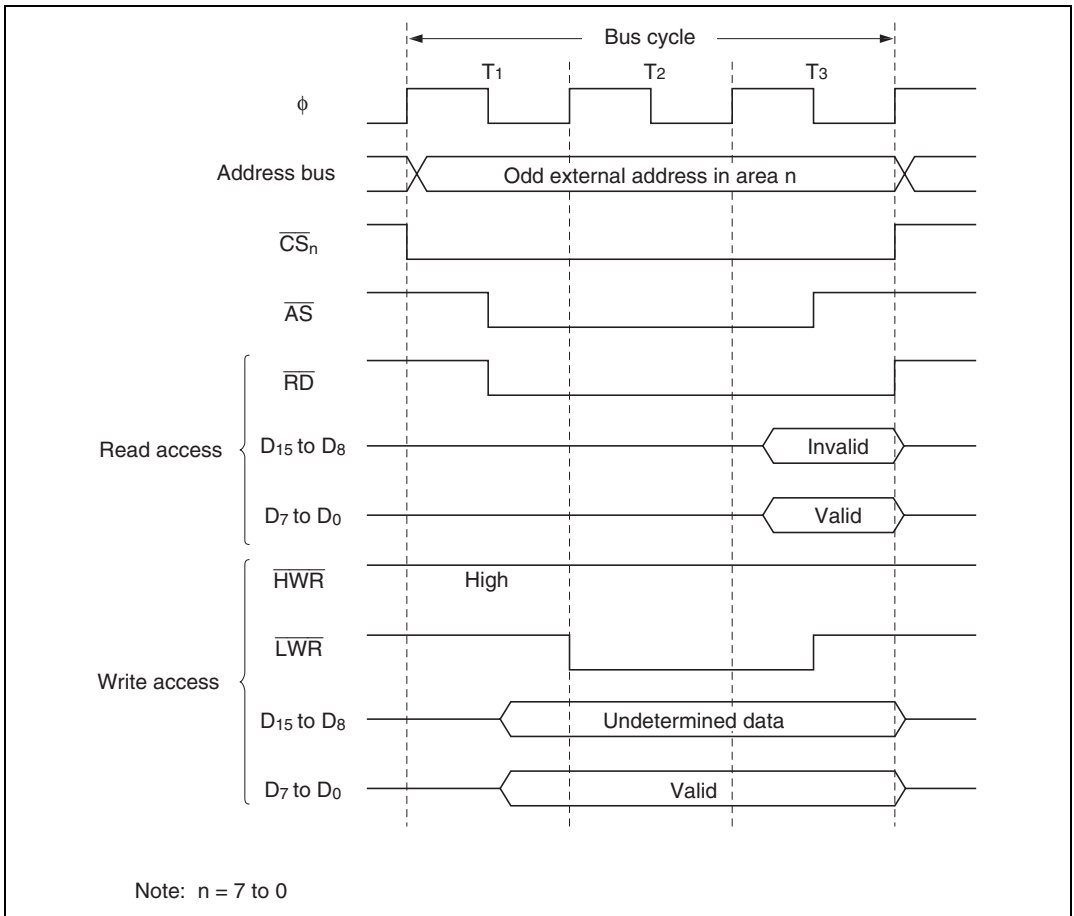 Bus cycle
T1 T2 T3
ϕ
Address bus Odd external address in area n
CSn
AS
Read access
RD
D15 to D8 Invalid
D7 to D0 Valid
Write access
HWR High
LWR
D15 to D8 Undetermined data
D7 to D0 Valid
Note: n = 7 to 0